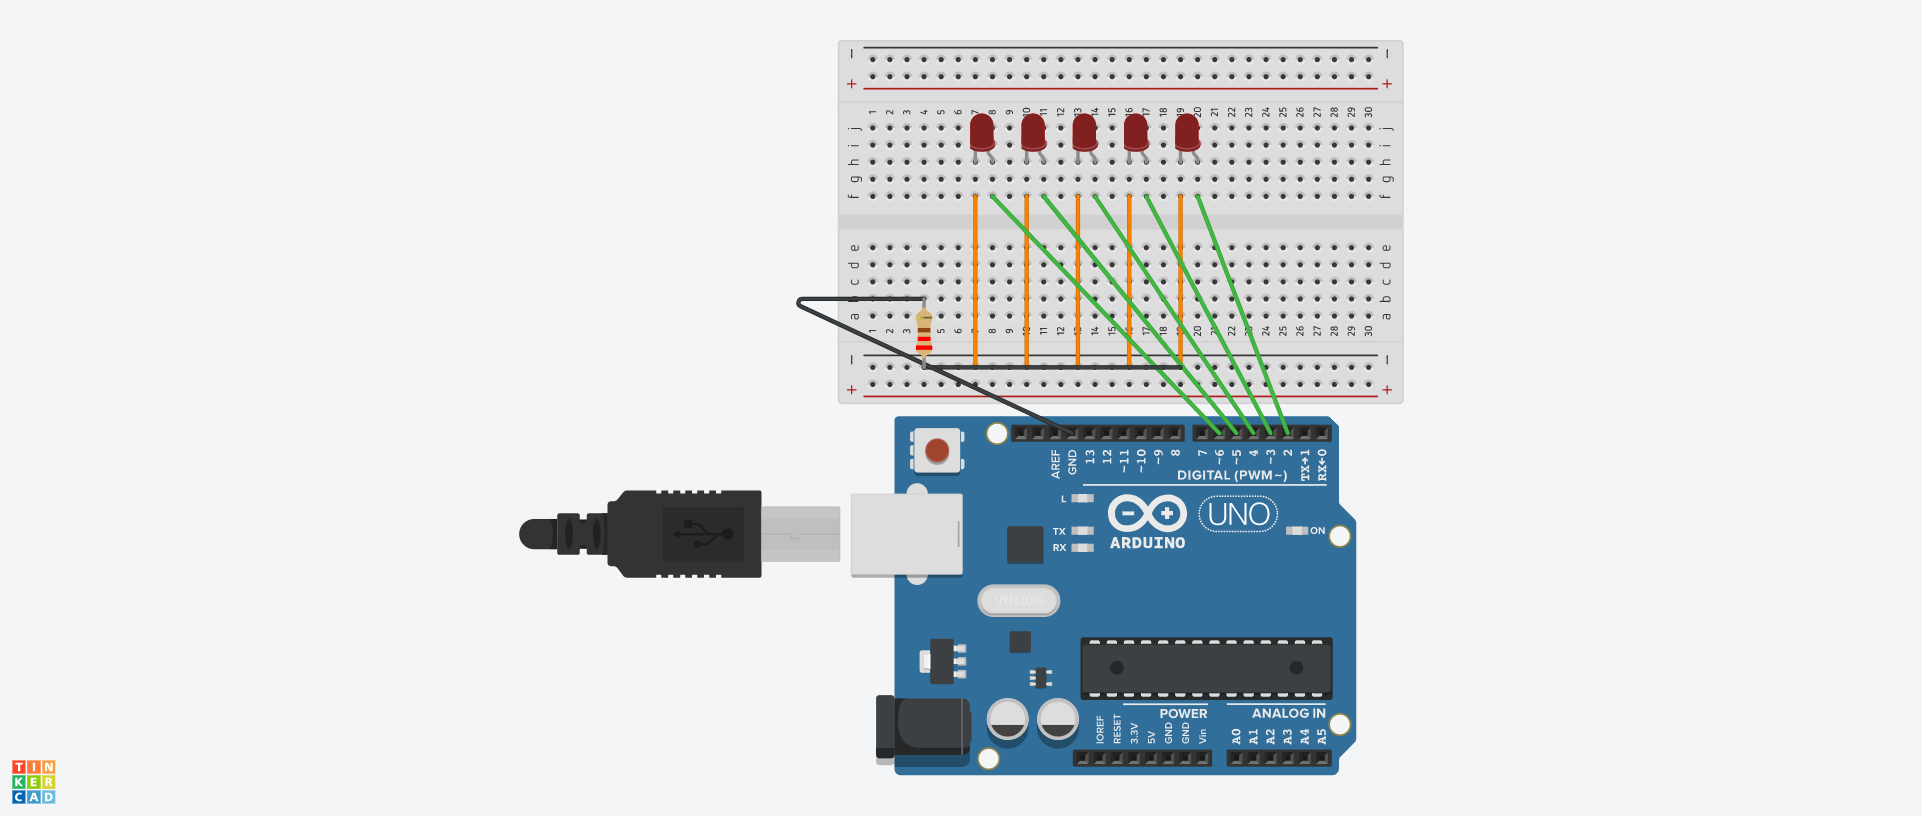 − −
+ +
1 2 3 4 5 6 7 8 9 10 11 12 13 14 15 16 17 18 19 20 21 22 23 24 25 26 27 28 29 30
j j
i i
h h
g g
f f
e e
d d
c c
b b
a a
1 2 3 4 5 6 7 8 9 10 11 12 13 14 15 16 17 18 19 20 21 22 23 24 25 26 27 28 29 30
− −
+ +
AREF GND 13 12 ~11 ~10 ~9 8 7 ~6 ~5 4 ~3 2 TX→1 RX←0
DIGITAL (PWM~)
L
TX
RX
UNO
ON
ARDUINO
SPK16.000G
POWER
ANALOG IN
IOREF RESET 3.3V 5V GND GND Vin A0 A1 A2 A3 A4 A5
TIN
KER
CAD